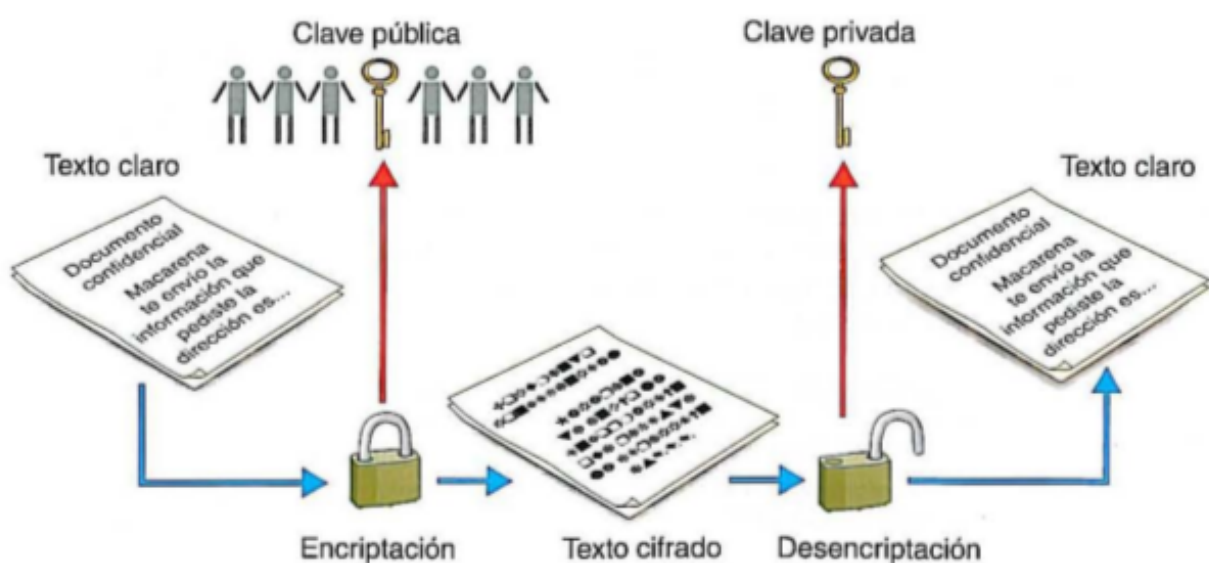 Clave pública
Clave privada
Texto claro
Texto claro
Documento
confidencial
Macarena
te envío la
información que
pediste la
dirección es...
Documento
confidencial
Macarena
te envío la
información que
pediste la
dirección es...
Encriptación
Texto cifrado
Desencriptación